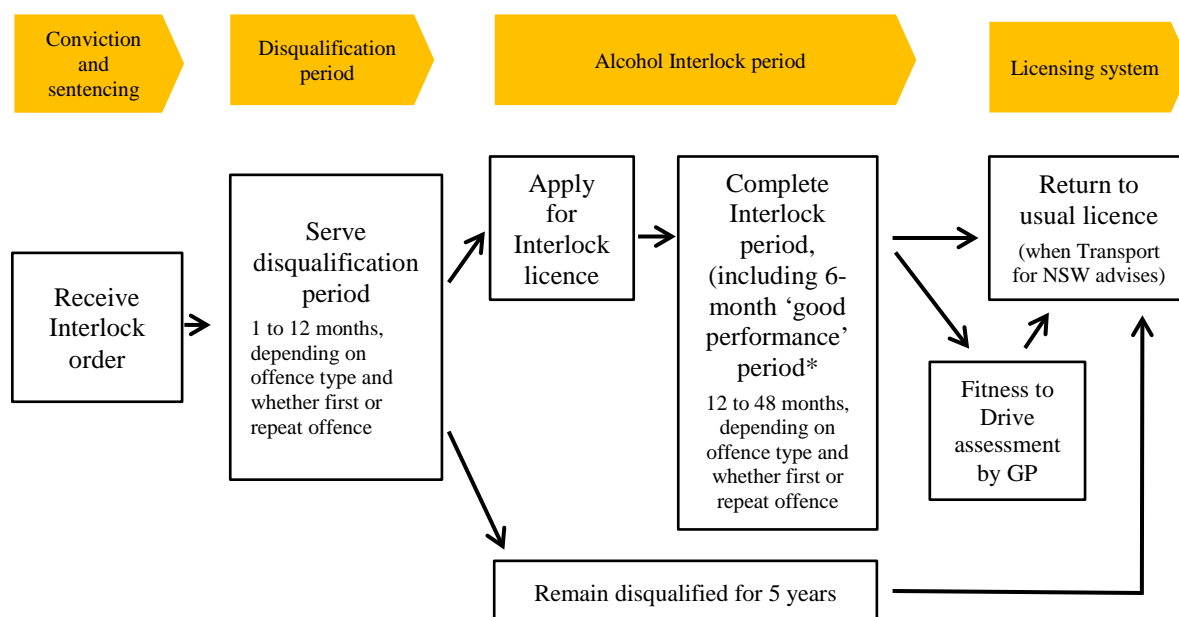 Conviction
and
sentencing
Disqualification
period
Alcohol Interlock period
Licensing system
Receive
Interlock
order
Serve
disqualification
period
1 to 12 months,
depending on
offence type and
whether first or
repeat offence
Apply
for
Interlock
licence
Complete
Interlock
period,
(including 6-
month ‘good
performance’
period*
12 to 48 months,
depending on
offence type and
whether first or
repeat offence
Return to
usual licence
(when Transport
for NSW advises)
Fitness to
Drive
assessment
by GP
Remain disqualified for 5 years